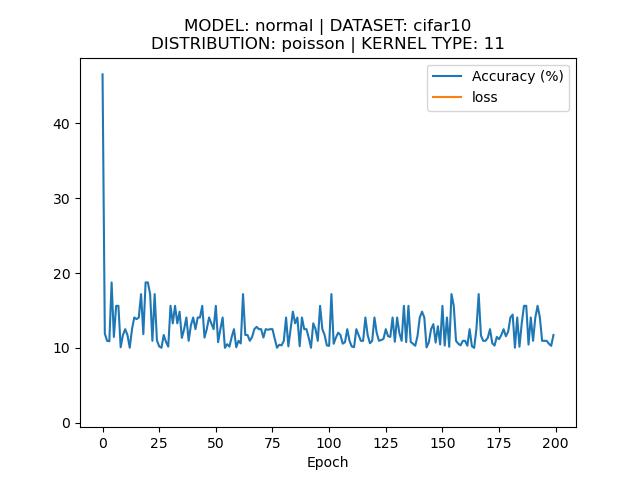 MODEL: normal | DATASET: cifar10
DISTRIBUTION: poisson | KERNEL TYPE: 11
Accuracy (%)
loss
40
30
20
10
0
0 25 50 75 100 125 150 175 200
Epoch